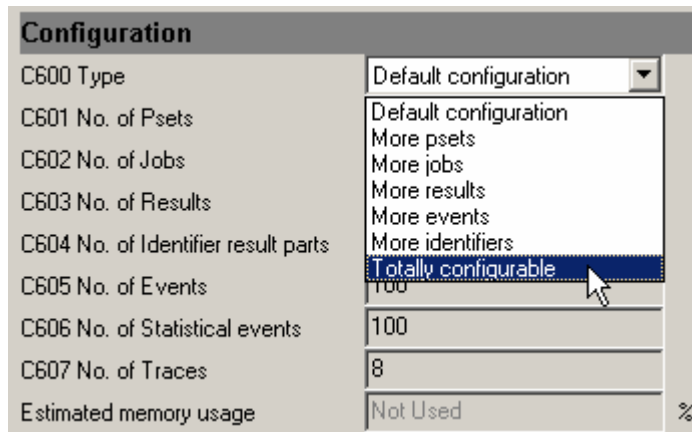 Configuration
C600 Type
Default configuration
C601 No. of Psets
Default configuration
More psets
C602 No. of Jobs
More jobs
More results
C603 No. of Results
More events
C604 No. of Identifier result parts
More identifiers
Totally configurable
C605 No. of Events
100
C606 No. of Statistical events
100
C607 No. of Traces
8
Estimated memory usage
Not Used
%